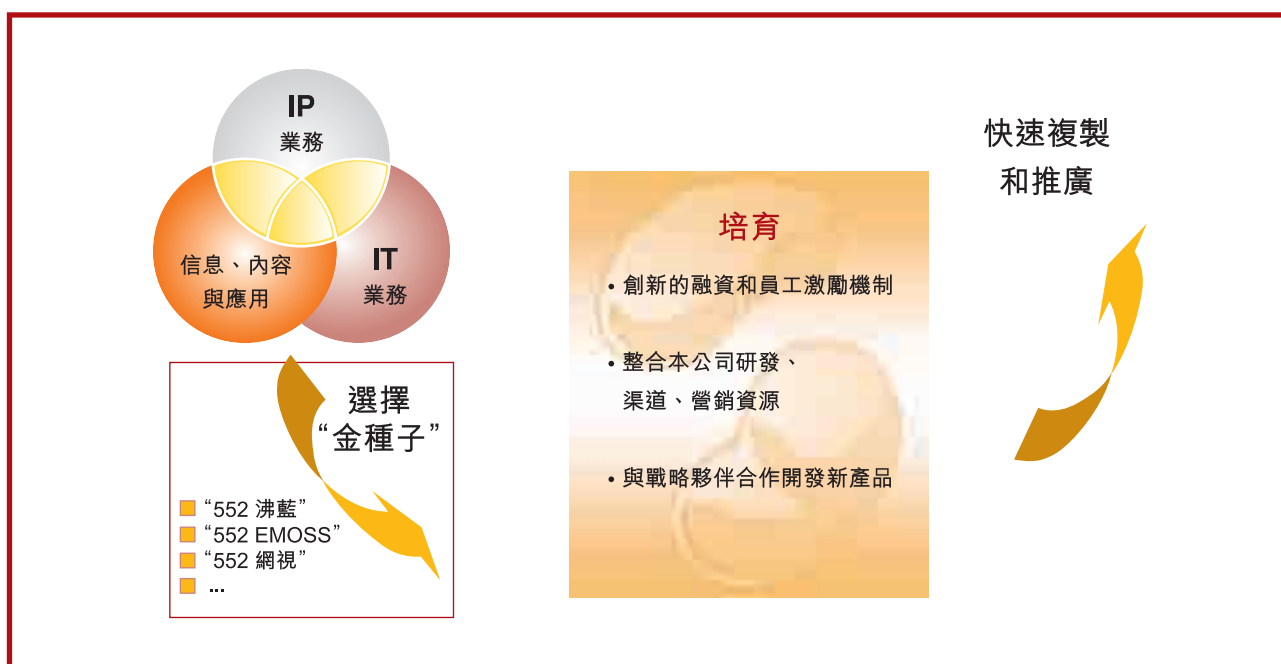 IP
業務
信息、內容
與應用
IT
業務
選擇
“金種子”
“552 沸藍”
“552 EMOSS”
“552 網視”
...
培育
• 創新的融資和員工激勵機制
• 整合本公司研發、
渠道、營銷資源
• 與戰略夥伴合作開發新產品
快速複製
和推廣